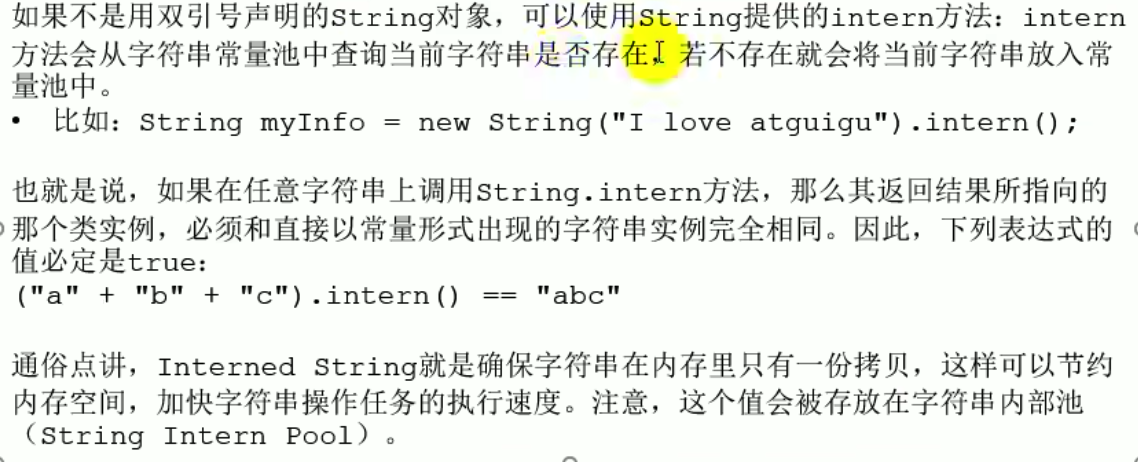 如果不是用双引号声明的String对象，可以使用String提供的intern方法：intern
方法会从字符串常量池中查询当前字符串是否存在，若不存在就会将当前字符串放入常
量池中。
• 比如：String myInfo = new String("I love atguigu").intern();
也就是说，如果在任意字符串上调用String.intern方法，那么其返回结果所指向的
那个类实例，必须和直接以常量形式出现的字符串实例完全相同。因此，下列表达式的
值必定是true：
("a" + "b" + "c").intern() == "abc"
通俗点讲，Interned String就是确保字符串在内存里只有一份拷贝，这样可以节约
内存空间，加快字符串操作任务的执行速度。注意，这个值会被存放在字符串内部池
（String Intern Pool）。